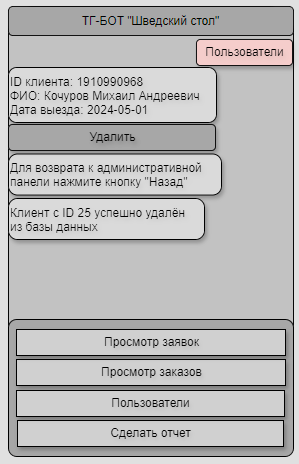 ТГ-БОТ "Шведский стол"
Пользователи
ID клиента: 1910990968
ФИО: Кочуров Михаил Андреевич
Дата выезда: 2024-05-01
Удалить
Для возврата к административной
панели нажмите кнопку "Назад"
Клиент с ID 25 успешно удалён
из базы данных
Просмотр заявок
Просмотр заказов
Пользователи
Сделать отчет